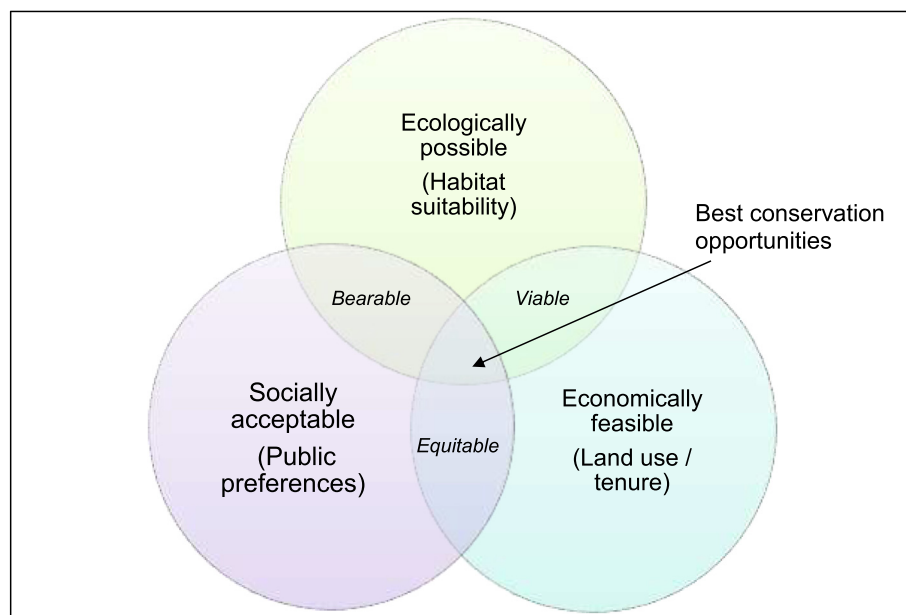 Ecologically
possible
(Habitat
suitability)
Best conservation
opportunities
Bearable
Viable
Socially
acceptable
(Public
preferences)
Economically
feasible
(Land use /
tenure)
Equitable